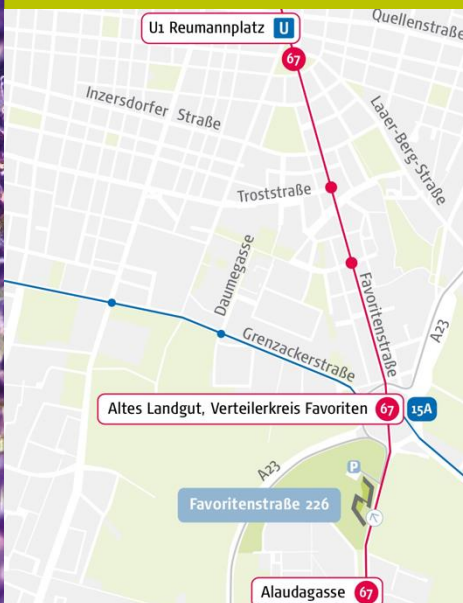 U1 Reumannplatz U
Quellenstraße
67
Inzersdorfer Straße
Laaer-Berg-Straße
Troststraße
Daumegasse
Favoritenstraße
Grenzackerstraße
A23
Altes Landgut, Verteilerkreis Favoriten 67 15A
A23
P
Favoritenstraße 226
Alaudagasse 67